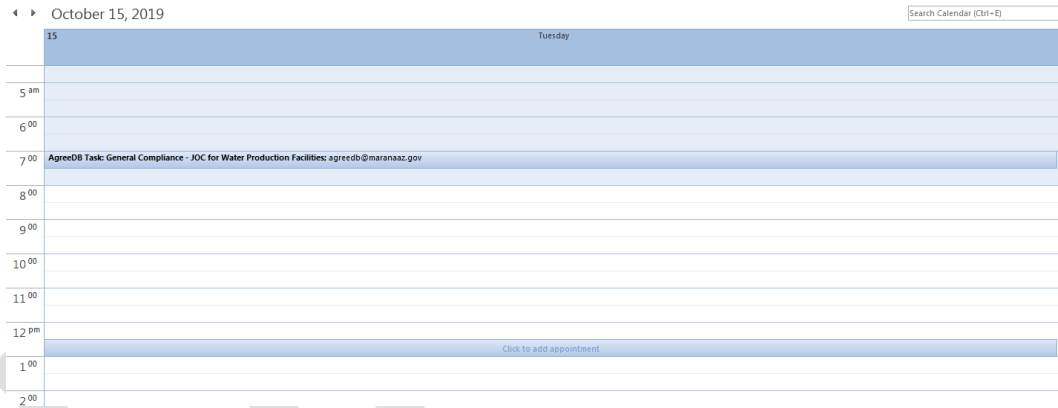 October 15, 2019
Search Calendar (Ctrl+E)
15
Tuesday
5 am
6 00
7 00
AgreeDB Task: General Compliance - JOC for Water Production Facilities; agreedb@maranaaz.gov
8 00
9 00
10 00
11 00
12 pm
Click to add appointment
1 00
2 00